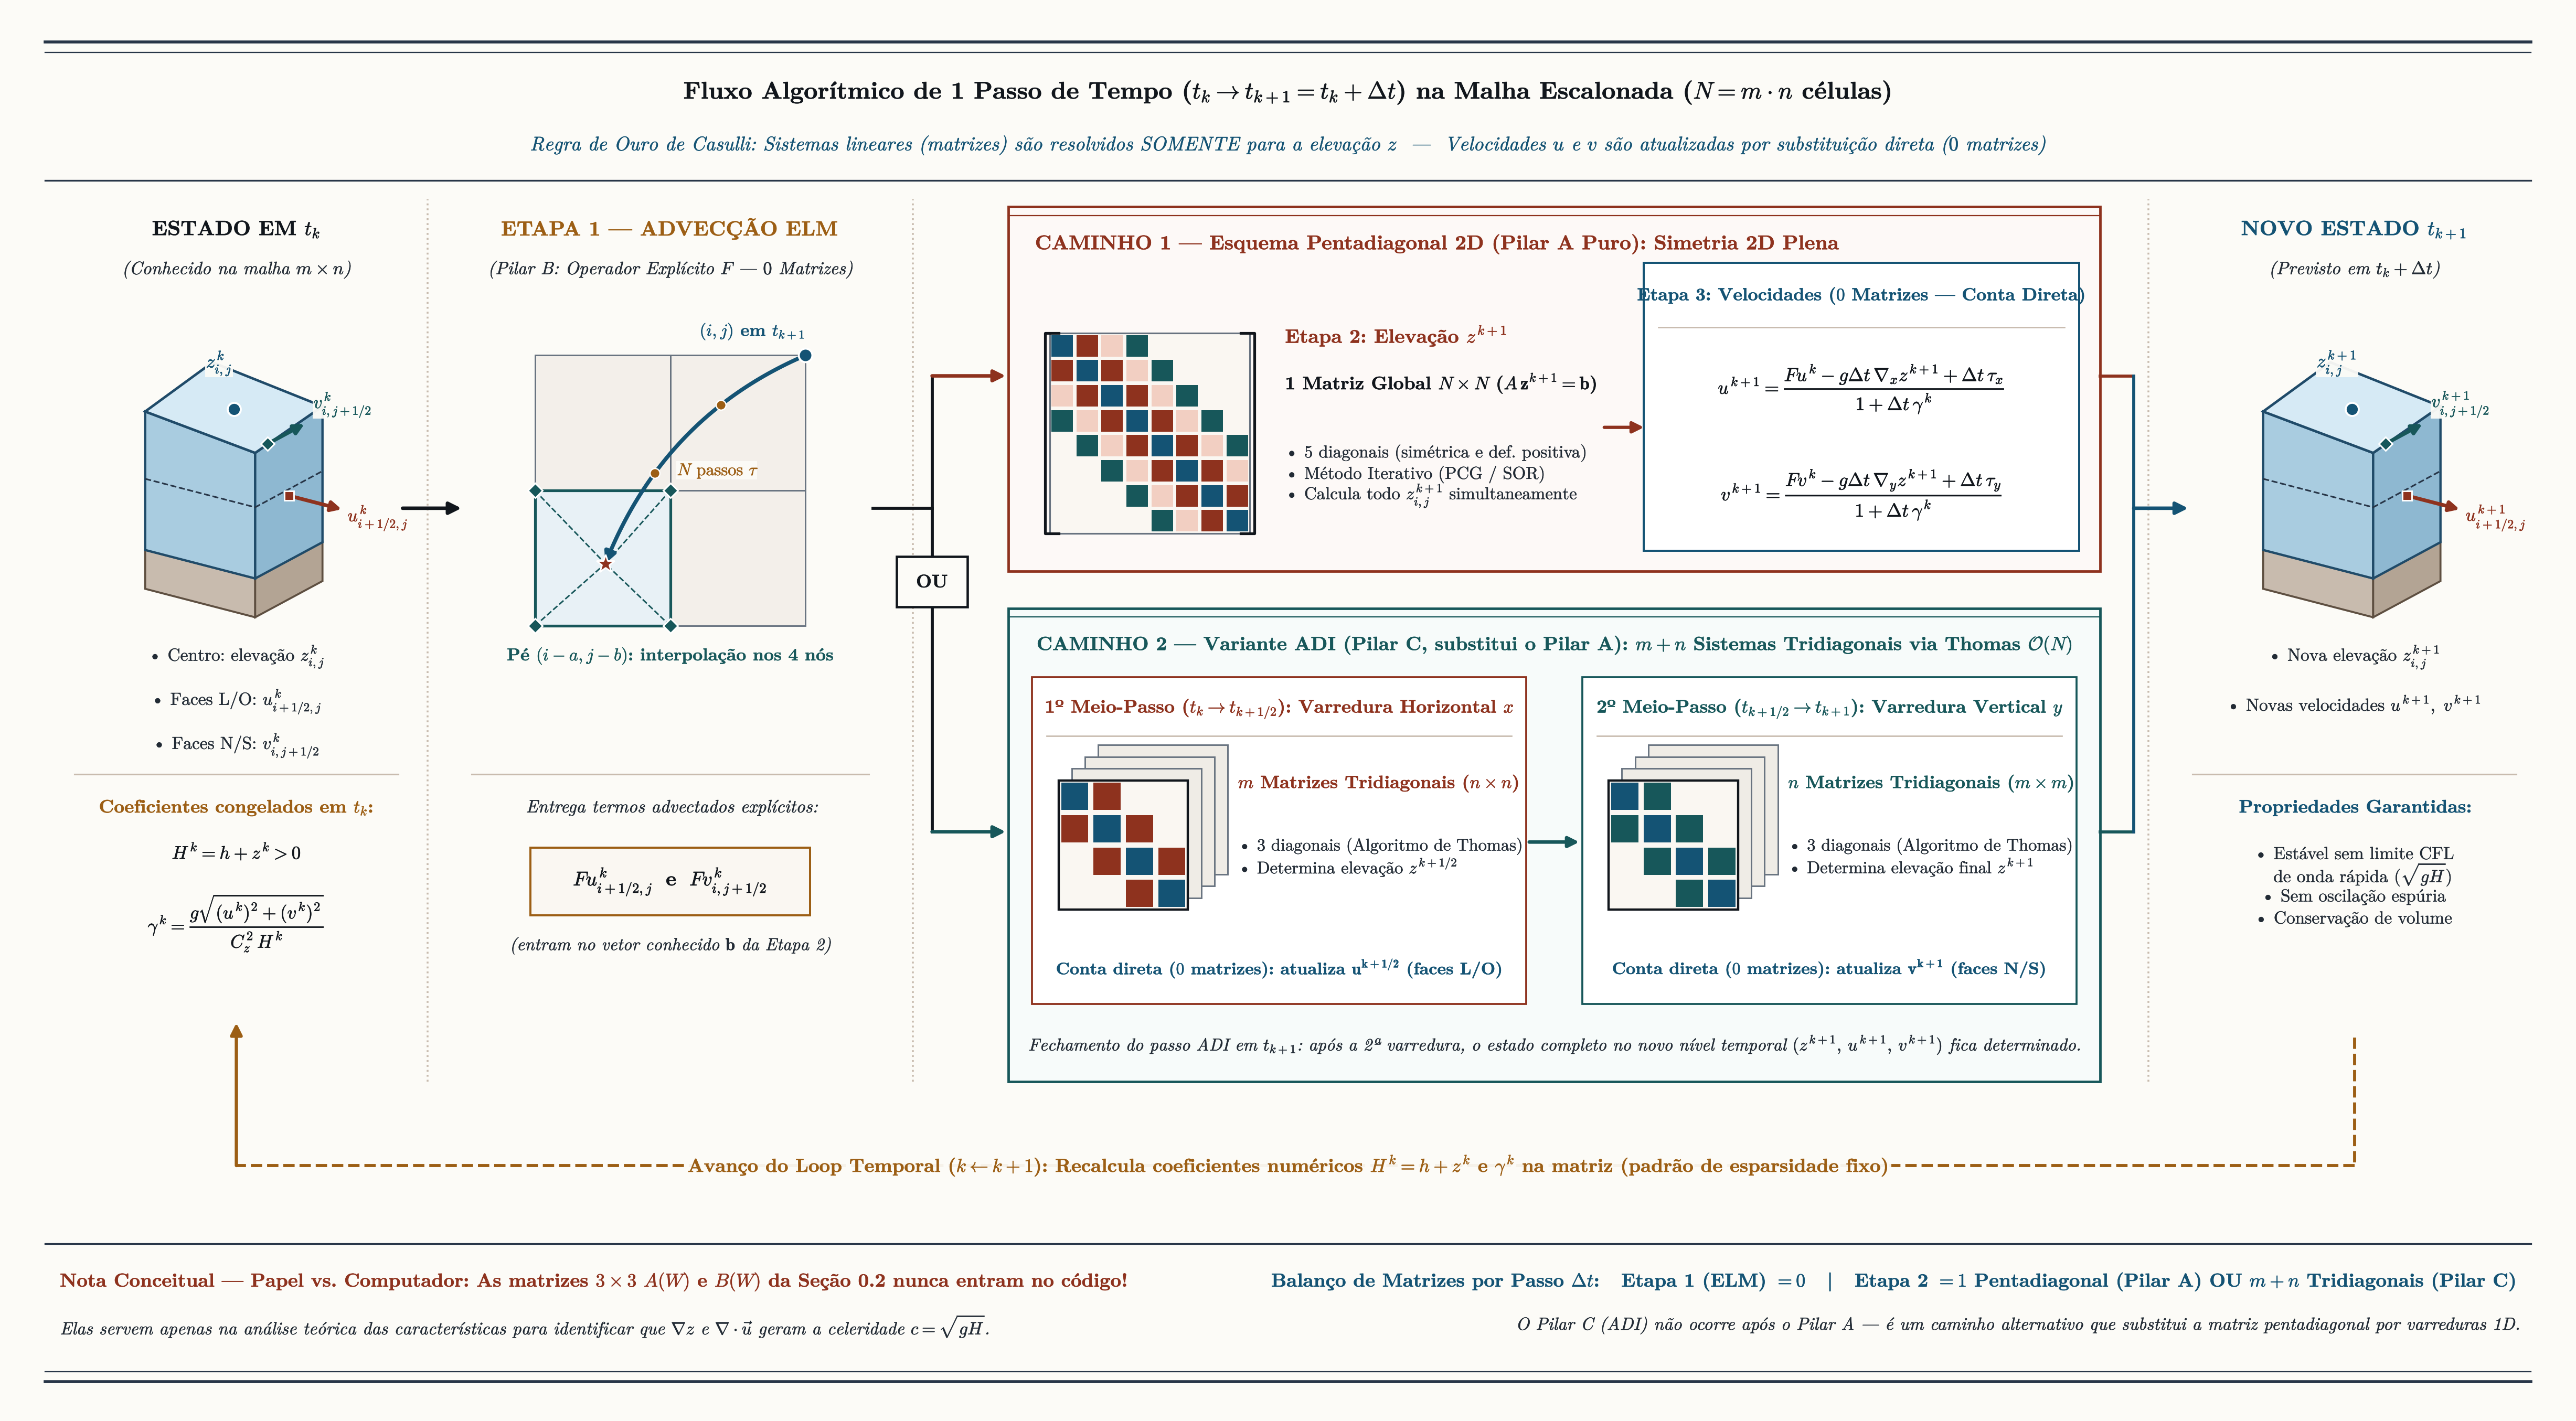 Fluxo Algorítmico de 1 Passo de Tempo (t_k → t_{k+1} = t_k + Δt) na Malha Escalonada (N = m · n células)
Regra de Ouro de Casulli: Sistemas lineares (matrizes) são resolvidos SOMENTE para a elevação z — Velocidades u e v são atualizadas por substituição direta (0 matrizes)
ESTADO EM t_k
(Conhecido na malha m × n)
z^k_{i,j}
v^k_{i,j+1/2}
u^k_{i+1/2,j}
• Centro: elevação z^k_{i,j}
• Faces L/O: u^k_{i+1/2,j}
• Faces N/S: v^k_{i,j+1/2}
Coeficientes congelados em t_k:
H^k = h + z^k > 0
γ^k = g√((u^k)² + (v^k)²) / (C_z² H^k)
ETAPA 1 — ADVECÇÃO ELM
(Pilar B: Operador Explícito F — 0 Matrizes)
(i, j) em t_{k+1}
N passos τ
Pé (i − a, j − b): interpolação nos 4 nós
Entrega termos advectados explícitos:
Fu^k_{i+1/2,j} e Fv^k_{i,j+1/2}
(entram no vetor conhecido b da Etapa 2)
OU
CAMINHO 1 — Esquema Pentadiagonal 2D (Pilar A Puro): Simetria 2D Plena
Etapa 2: Elevação z^{k+1}
1 Matriz Global N × N (A z^{k+1} = b)
• 5 diagonais (simétrica e def. positiva)
• Método Iterativo (PCG / SOR)
• Calcula todo z^{k+1}_{i,j} simultaneamente
Etapa 3: Velocidades (0 Matrizes — Conta Direta)
u^{k+1} = (Fu^k − gΔt ∇_x z^{k+1} + Δt τ_x) / (1 + Δt γ^k)
v^{k+1} = (Fv^k − gΔt ∇_y z^{k+1} + Δt τ_y) / (1 + Δt γ^k)
CAMINHO 2 — Variante ADI (Pilar C, substitui o Pilar A): m + n Sistemas Tridiagonais via Thomas O(N)
1º Meio-Passo (t_k → t_{k+1/2}): Varredura Horizontal x
m Matrizes Tridiagonais (n × n)
• 3 diagonais (Algoritmo de Thomas)
• Determina elevação z^{k+1/2}
Conta direta (0 matrizes): atualiza u^{k+1/2} (faces L/O)
2º Meio-Passo (t_{k+1/2} → t_{k+1}): Varredura Vertical y
n Matrizes Tridiagonais (m × m)
• 3 diagonais (Algoritmo de Thomas)
• Determina elevação final z^{k+1}
Conta direta (0 matrizes): atualiza v^{k+1} (faces N/S)
Fechamento do passo ADI em t_{k+1}: após a 2ª varredura, o estado completo no novo nível temporal (z^{k+1}, u^{k+1}, v^{k+1}) fica determinado.
NOVO ESTADO t_{k+1}
(Previsto em t_k + Δt)
z^{k+1}_{i,j}
v^{k+1}_{i,j+1/2}
u^{k+1}_{i+1/2,j}
• Nova elevação z^{k+1}_{i,j}
• Novas velocidades u^{k+1}, v^{k+1}
Propriedades Garantidas:
• Estável sem limite CFL
de onda rápida (√gH)
• Sem oscilação espúria
• Conservação de volume
Avanço do Loop Temporal (k ← k + 1): Recalcula coeficientes numéricos H^k = h + z^k e γ^k na matriz (padrão de esparsidade fixo)
Nota Conceitual — Papel vs. Computador: As matrizes 3 × 3 A(W) e B(W) da Seção 0.2 nunca entram no código!
Elas servem apenas na análise teórica das características para identificar que ∇z e ∇ · u⃗ geram a celeridade c = √gH.
Balanço de Matrizes por Passo Δt: Etapa 1 (ELM) = 0 | Etapa 2 = 1 Pentadiagonal (Pilar A) OU m + n Tridiagonais (Pilar C)
O Pilar C (ADI) não ocorre após o Pilar A — é um caminho alternativo que substitui a matriz pentadiagonal por varreduras 1D.